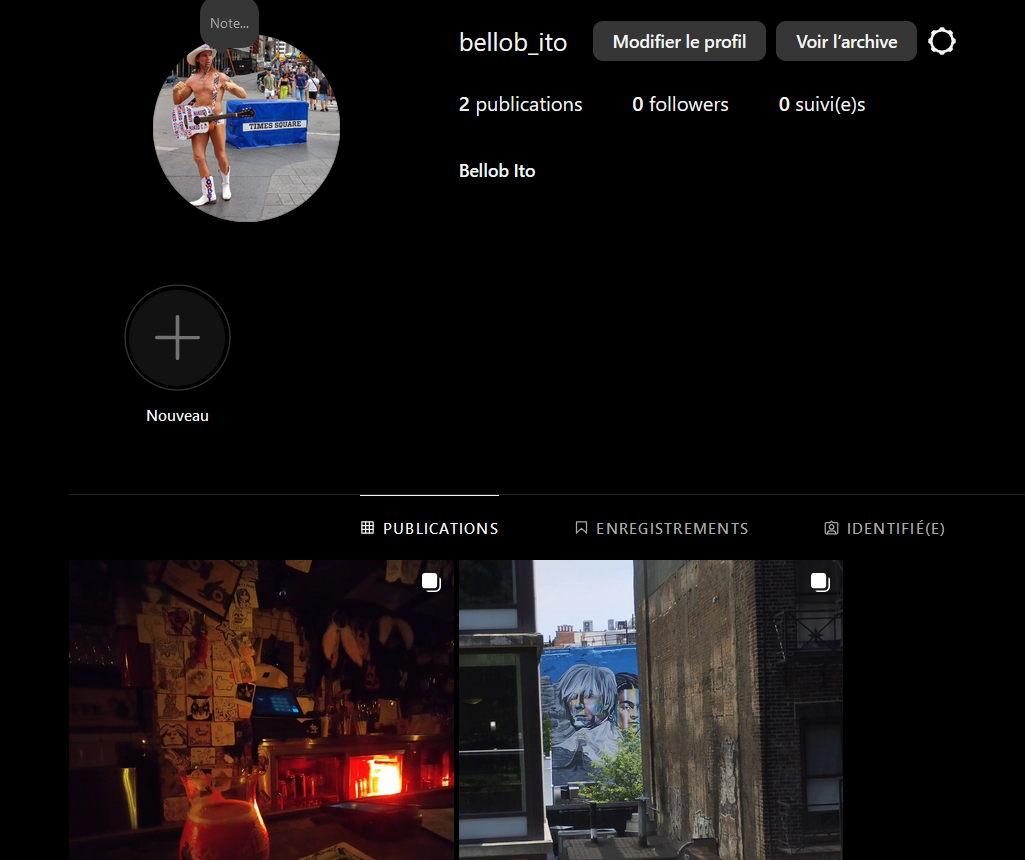 Note...
bellob_ito Modifier le profil Voir l'archive
TIMES SQUARE
2 publications 0 followers 0 suivi(e)s
Bellob Ito
Nouveau
PUBLICATIONS ENREGISTREMENTS IDENTIFIÉ(E)